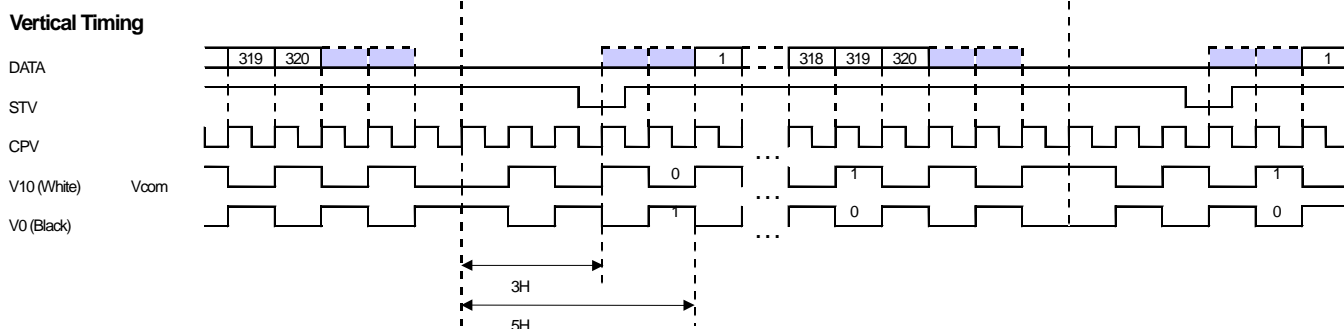 Vertical Timing
DATA 319 320 1 318 319 320 1
STV
CPV
...
V10 (White) Vcom 0 1 1
...
V0 (Black) 1 0 0
...
3H
5H